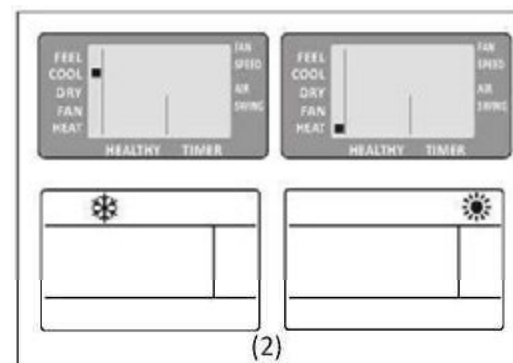 FEEL
COOL
DRY
FAN
HEAT
FAN
SPEED
AIR
SWING
HEALTHY TIMER
FEEL
COOL
DRY
FAN
HEAT
FAN
SPEED
AIR
SWING
HEALTHY TIMER
(2)